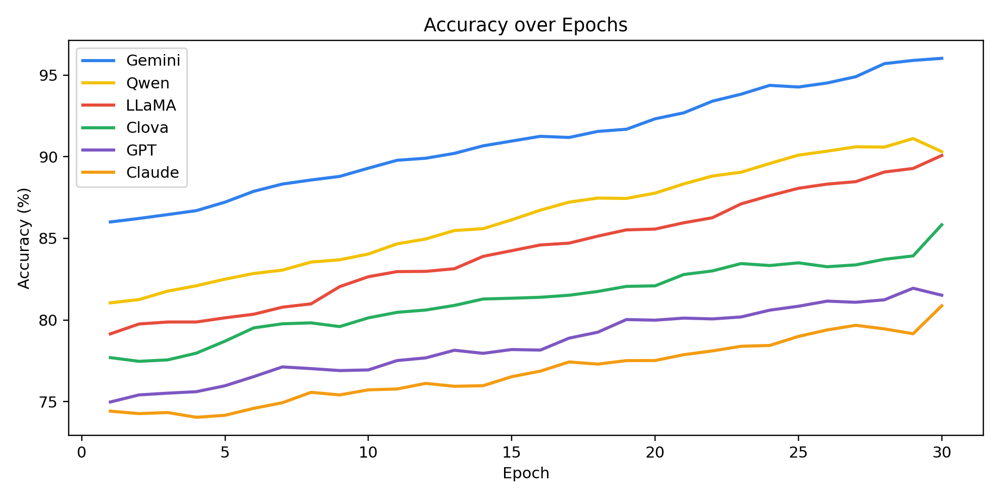 Accuracy over Epochs
Gemini
Qwen
LLaMA
Clova
GPT
Claude
Accuracy (%)
95
90
85
80
75
0 5 10 15 20 25 30
Epoch